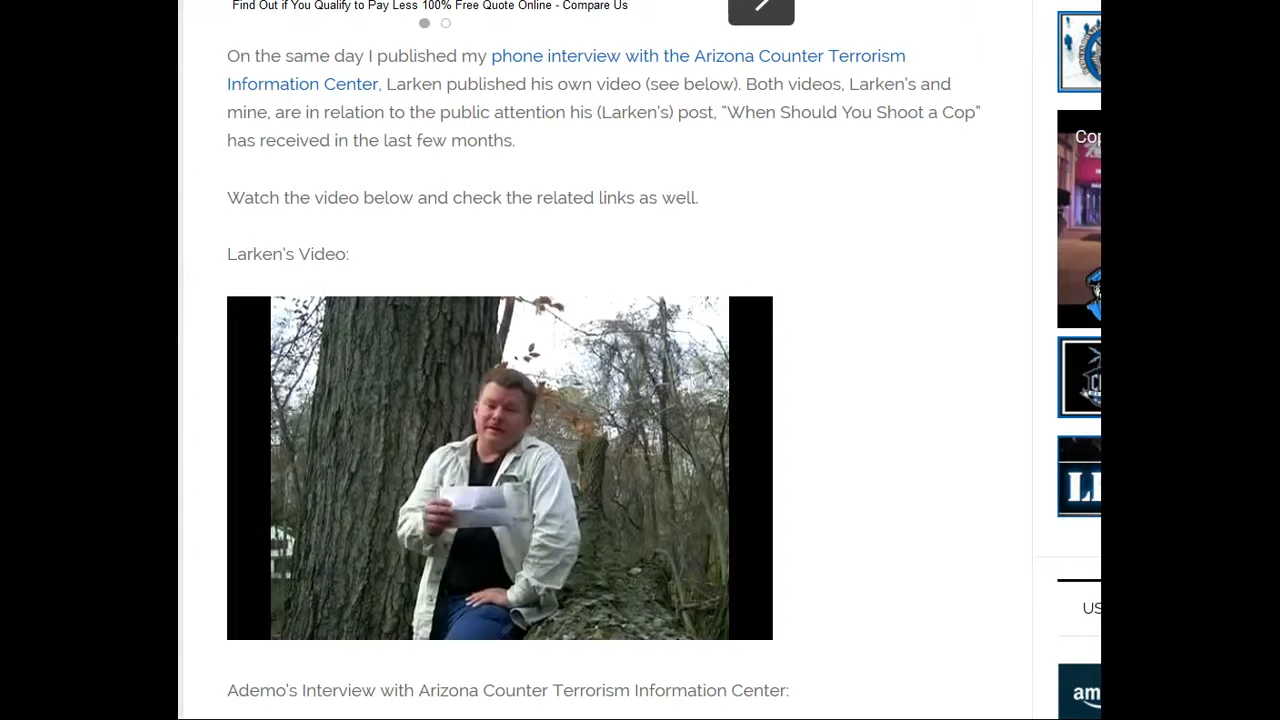 Find Out if You Qualify to Pay Less 100% Free Quote Online - Compare Us
On the same day I published my phone interview with the Arizona Counter Terrorism
Information Center, Larken published his own video (see below). Both videos, Larken's and
mine, are in relation to the public attention his (Larken's) post, “When Should You Shoot a Cop”
has received in the last few months.
Watch the video below and check the related links as well.
Larken's Video:
Ademo's Interview with Arizona Counter Terrorism Information Center:
Cop
US
am